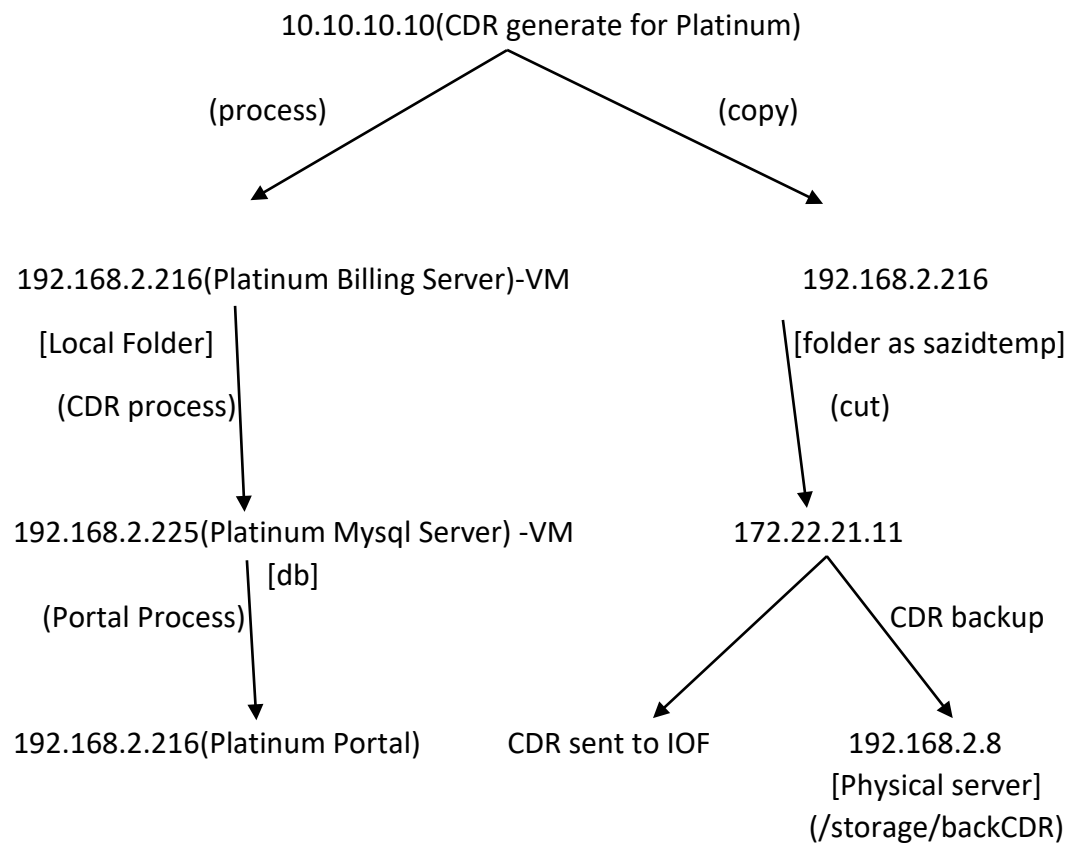 10.10.10.10(CDR generate for Platinum)
(process)
(copy)
192.168.2.216(Platinum Billing Server)-VM
192.168.2.216
[Local Folder]
[folder as sazidtemp]
(CDR process)
(cut)
192.168.2.225(Platinum Mysql Server) -VM
172.22.21.11
[db]
(Portal Process)
CDR backup
192.168.2.216(Platinum Portal)
CDR sent to IOF
192.168.2.8
[Physical server]
(/storage/backCDR)